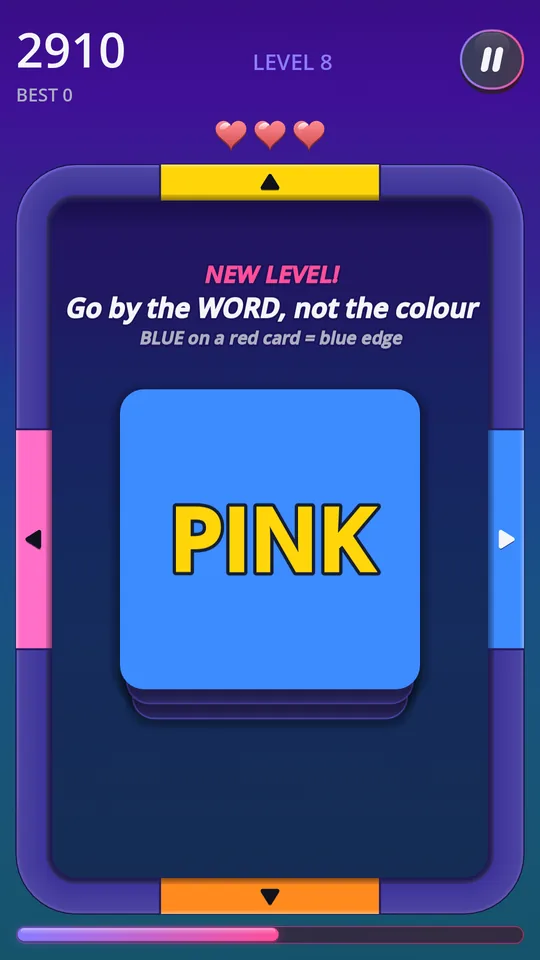 2910
LEVEL 8
BEST 0
NEW LEVEL!
Go by the WORD, not the colour
BLUE on a red card = blue edge
PINK